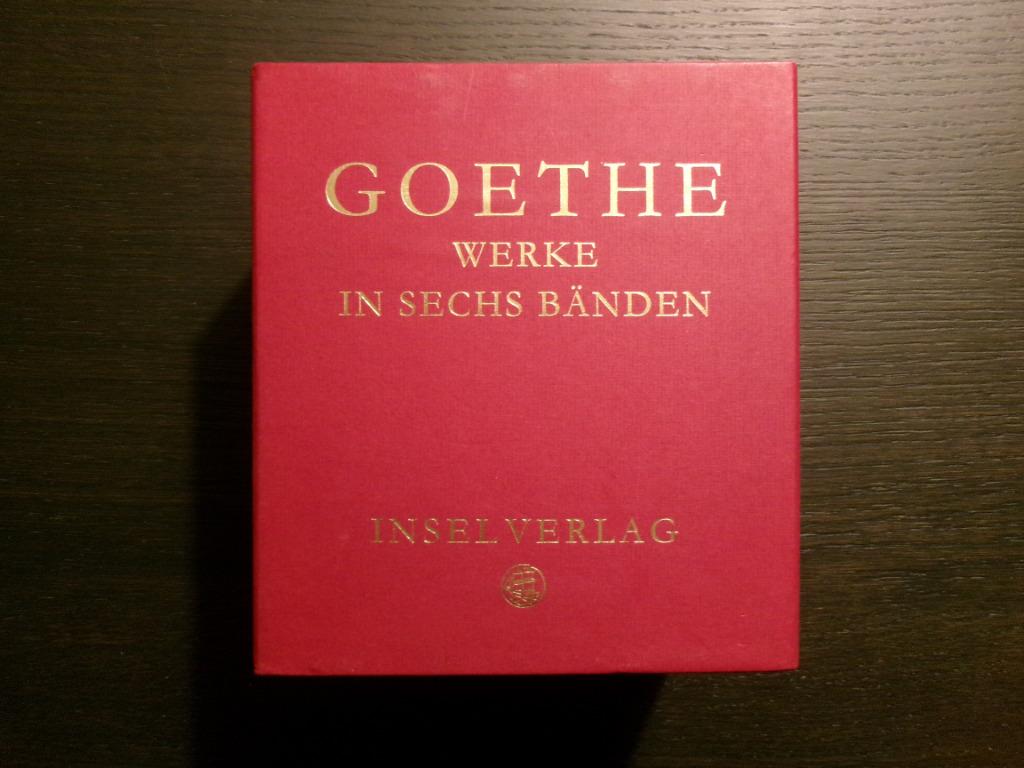 GOETHE
WERKE
IN SECHS BÄNDEN
INSEL VERLAG